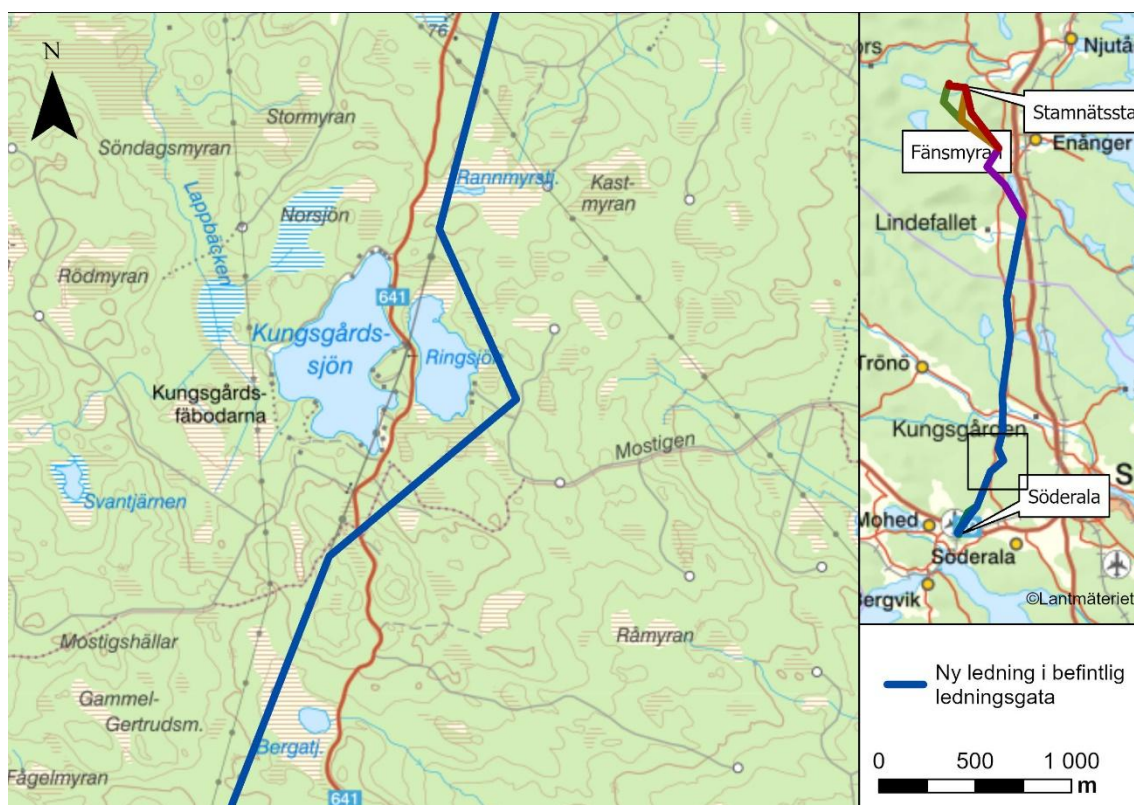 N
76
Stormyran
Söndagsmyran
Rannmyrstj.
Kast-
myran
Norsjön
Lappbäcken
Rödmyran
641
Kungsgårds-
sjön
Ringsjön
Kungsgårds-
fäbodarna
Mostigen
Svantjärnen
Mostigshällar
Råmyran
Gammel-
Gertrudsm.
Bergatj.
Fågelmyran
641
Njutå
ors
Stamnätssta
Fänsmyran
Enånger
Lindefallet
Trönö
Kungsgården
S
Söderala
Mohed
Söderala
Bergvik
©Lantmäteriet
Ny ledning i befintlig
ledningsgata
0 500 1 000
m